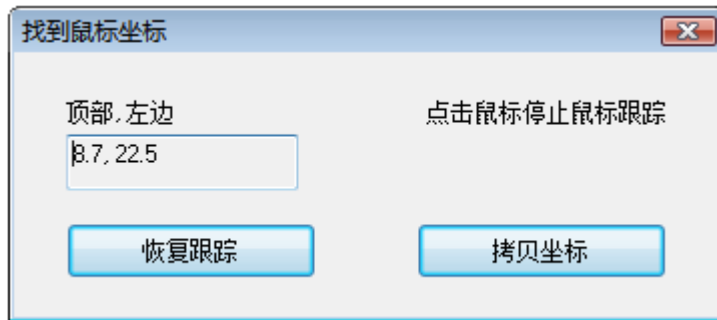 找到鼠标坐标
顶部,左边
点击鼠标停止鼠标跟踪
8.7, 22.5
恢复跟踪
拷贝坐标